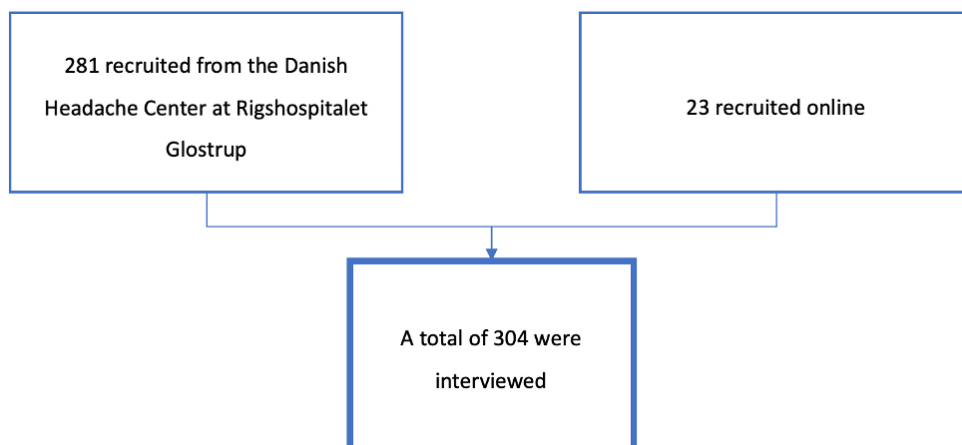 281 recruited from the Danish
Headache Center at Rigshospitalet
Glostrup
23 recruited online
A total of 304 were
interviewed